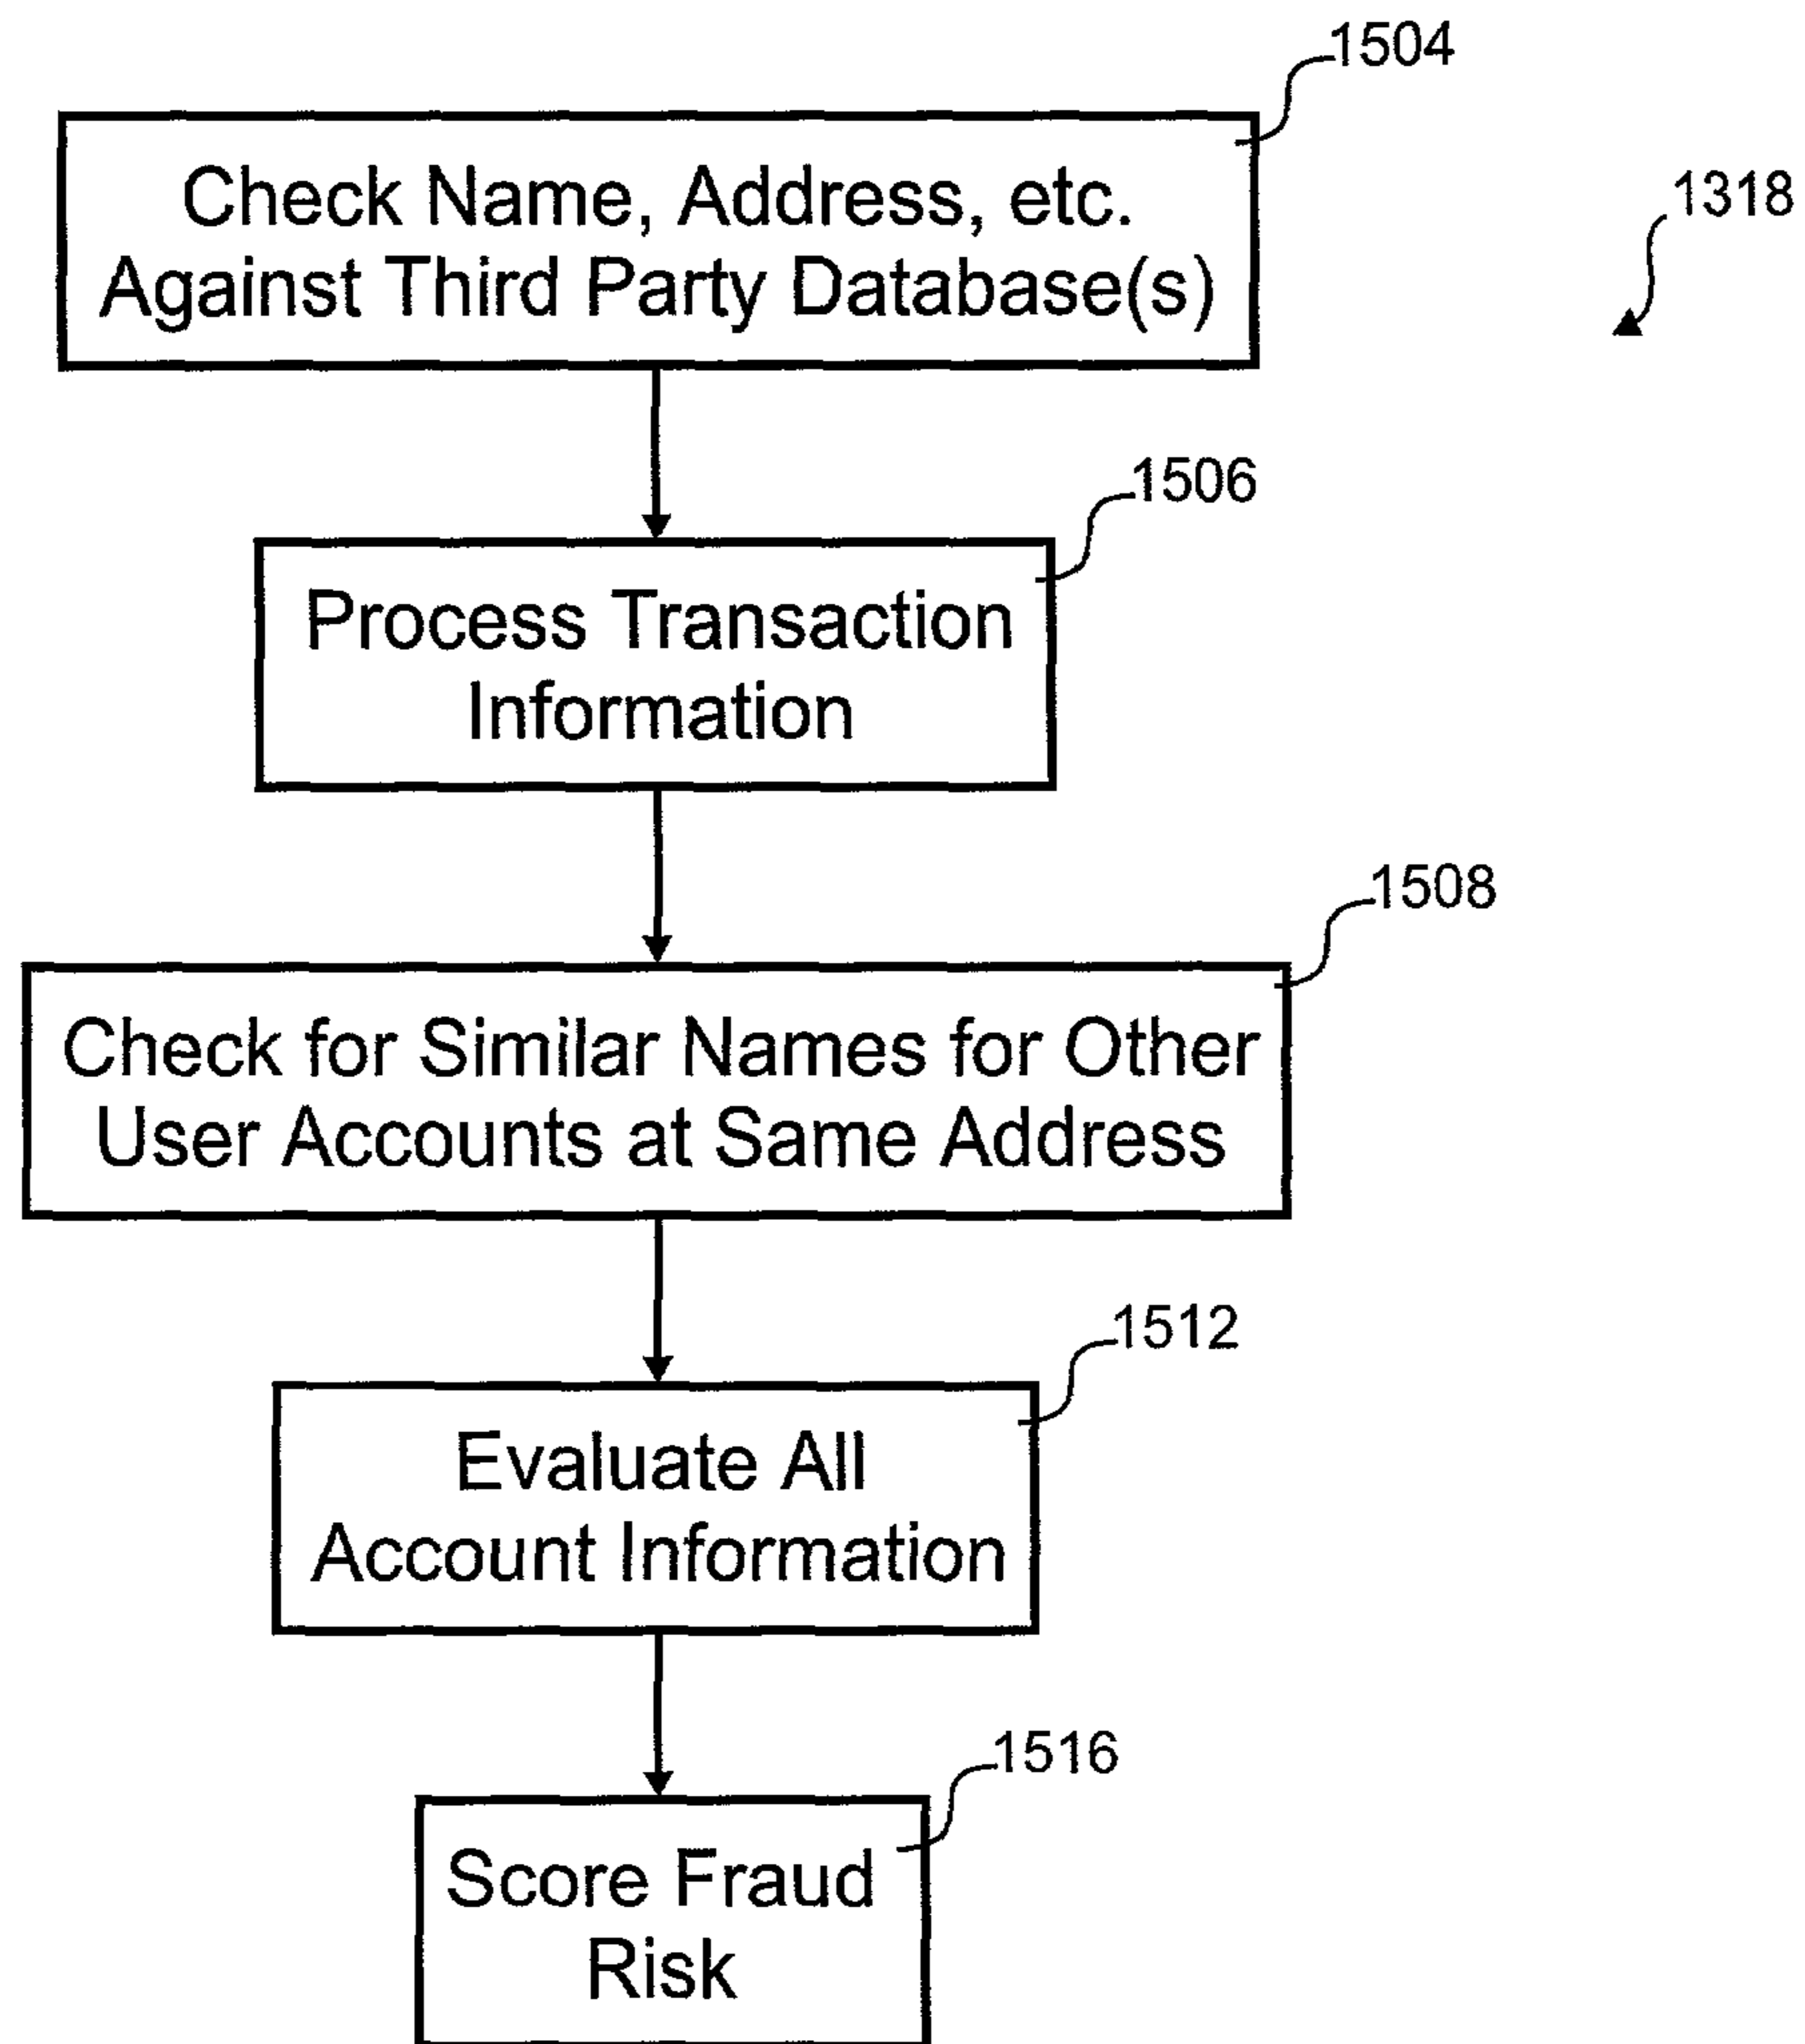 1504
Check Name, Address, etc.
Against Third Party Database(s)
1318
1506
Process Transaction
Information
1508
Check for Similar Names for Other
User Accounts at Same Address
1512
Evaluate All
Account Information
1516
Score Fraud
Risk